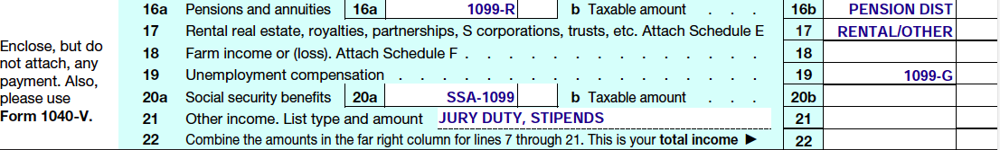 16a Pensions and annuities 16a 1099-R b Taxable amount . . . 16b PENSION DIST
17 Rental real estate, royalties, partnerships, S corporations, trusts, etc. Attach Schedule E 17 RENTAL/OTHER
Enclose, but do
not attach, any
payment. Also,
please use
Form 1040-V.
18 Farm income or (loss). Attach Schedule F . . . . . . . . . . . . . . 18
19 Unemployment compensation . . . . . . . . . . . . . . . . . 19 1099-G
20a Social security benefits 20a SSA-1099 b Taxable amount . . . 20b
21 Other income. List type and amount JURY DUTY, STIPENDS 21
22 Combine the amounts in the far right column for lines 7 through 21. This is your total income ▶ 22